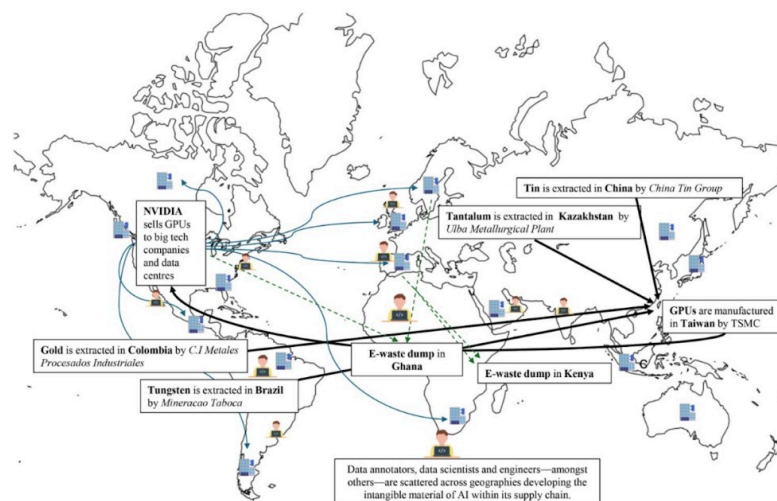 Tin is extracted in China by China Tin Group
NVIDIA
sells GPUs
to big tech
companies
and data
centres
Tantalum is extracted in Kazakhstan by
Ulba Metallurgical Plant
GPUs are manufactured
in Taiwan by TSMC
Gold is extracted in Colombia by C.I Metales
Procesados Industriales
E-waste dump in
Ghana
E-waste dump in Kenya
Tungsten is extracted in Brazil
by Mineracao Taboca
Data annotators, data scientists and engineers—amongst
others—are scattered across geographies developing the
intangible material of AI within its supply chain.